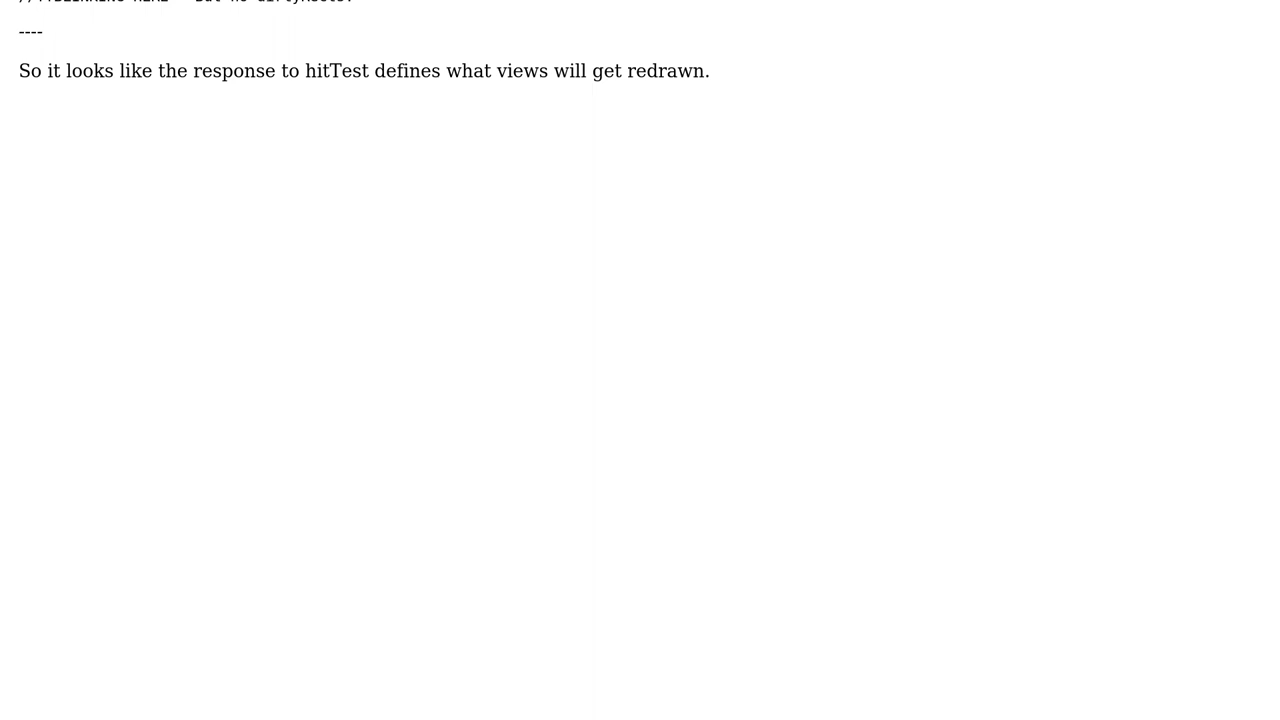 ----
So it looks like the response to hitTest defines what views will get redrawn.